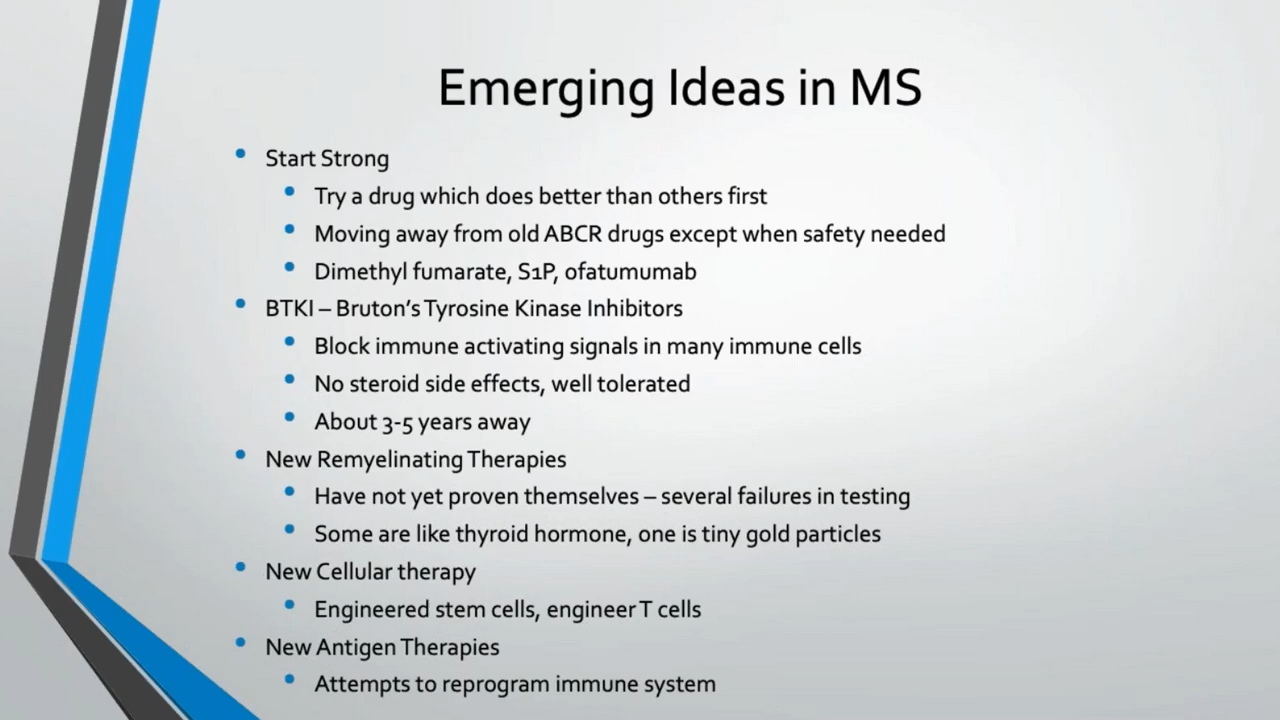 Emerging Ideas in MS
• Start Strong
• Try a drug which does better than others first
• Moving away from old ABCR drugs except when safety needed
• Dimethyl fumarate, S1P, ofatumumab
• BTKI – Bruton's Tyrosine Kinase Inhibitors
• Block immune activating signals in many immune cells
• No steroid side effects, well tolerated
• About 3-5 years away
• New Remyelinating Therapies
• Have not yet proven themselves – several failures in testing
• Some are like thyroid hormone, one is tiny gold particles
• New Cellular therapy
• Engineered stem cells, engineer T cells
• New Antigen Therapies
• Attempts to reprogram immune system